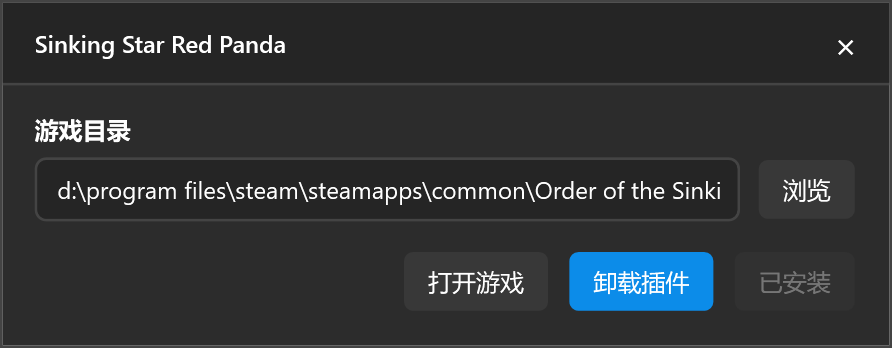 Sinking Star Red Panda
×
游戏目录
d:\program files\steam\steamapps\common\Order of the Sinki
浏览
打开游戏 卸载插件 已安装